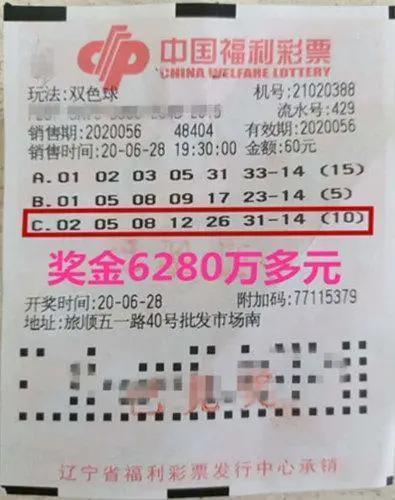 中国福利彩票
CHINA WELFARE LOTTERY
玩法:双色球 机号:21020388
流水号:429
销售期:2020056 48404 有效期:2020056
销售时间:20-06-28 19:30:00 金额:60元
A.01 02 03 05 31 33-14 (15)
B.01 05 08 09 17 23-14 (5)
C.02 05 08 12 26 31-14 (10)
奖金6280万多元
开奖时间:20-06-28 附加码:77115379
地址:旅顺五一路40号批发市场南
已兑奖
辽宁省福利彩票发行中心承销